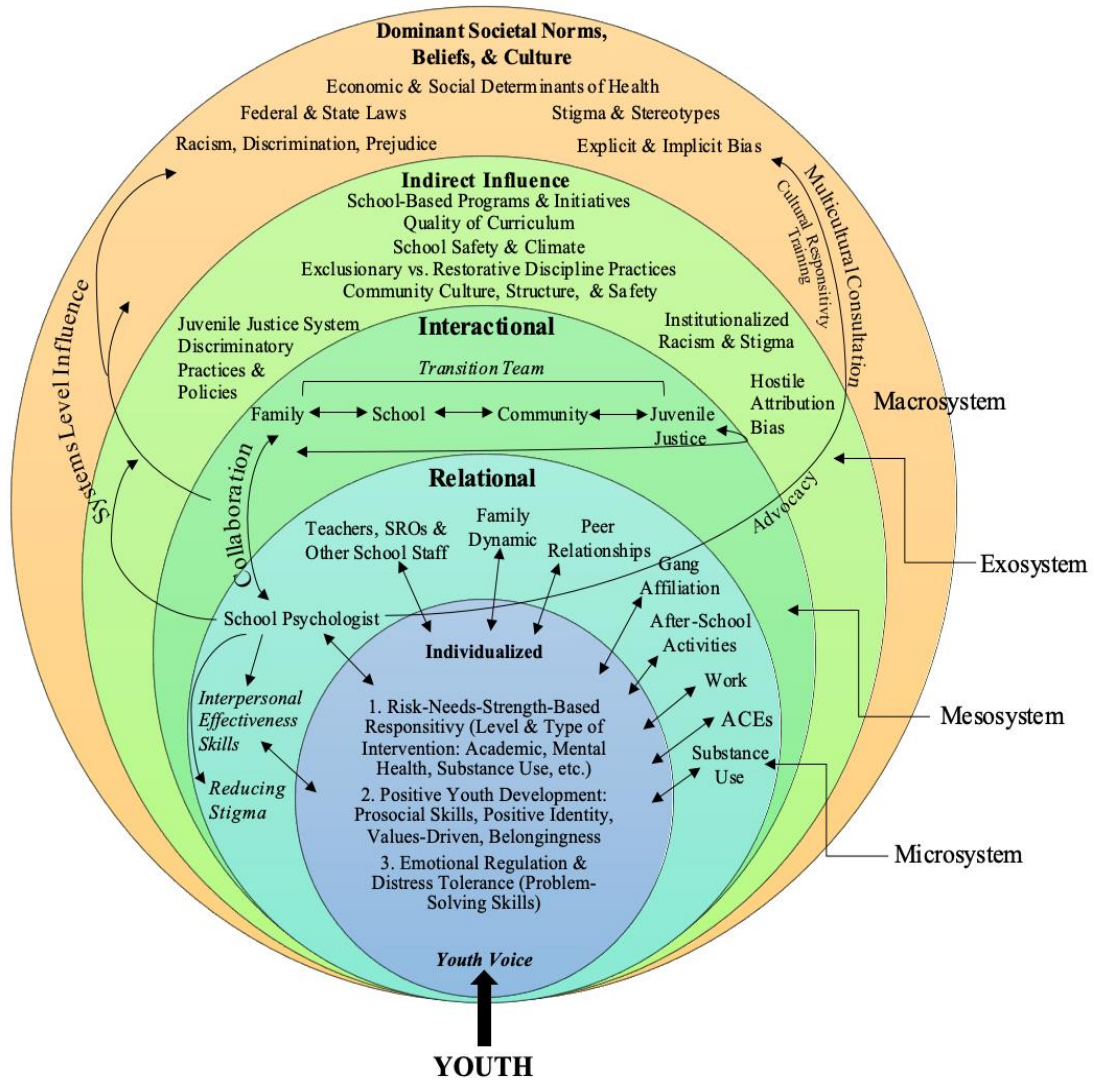 Dominant Societal Norms,
Beliefs, & Culture
Economic & Social Determinants of Health
Federal & State Laws
Stigma & Stereotypes
Racism, Discrimination, Prejudice
Explicit & Implicit Bias
Multicultural Consultation
Cultural Responsitivty
Training
Systems Level Influence
Indirect Influence
School-Based Programs & Initiatives
Quality of Curriculum
School Safety & Climate
Exclusionary vs. Restorative Discipline Practices
Community Culture, Structure, & Safety
Juvenile Justice System
Discriminatory
Practices &
Policies
Institutionalized
Racism & Stigma
Hostile
Attribution
Bias
Interactional
Transition Team
Family
School
Community
Juvenile
Justice
Collaboration
Advocacy
Relational
Teachers, SROs &
Other School Staff
Family
Dynamic
Peer
Relationships
Gang
Affiliation
After-School
Activities
Work
ACEs
Substance
Use
School Psychologist
Interpersonal
Effectiveness
Skills
Reducing
Stigma
Individualized
1. Risk-Needs-Strength-Based
Responsitivy (Level & Type of
Intervention: Academic, Mental
Health, Substance Use, etc.)
2. Positive Youth Development:
Prosocial Skills, Positive Identity,
Values-Driven, Belongingness
3. Emotional Regulation &
Distress Tolerance (Problem-
Solving Skills)
Youth Voice
YOUTH
Macrosystem
Exosystem
Mesosystem
Microsystem